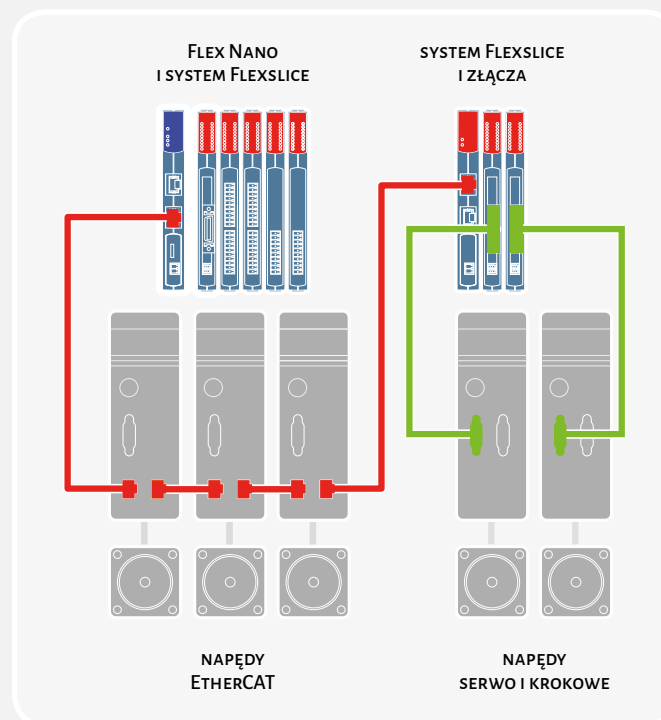 Flex Nano
i system Flexslice
system Flexslice
i złącza
napędy
EtherCAT
napędy
serwo i krokowe